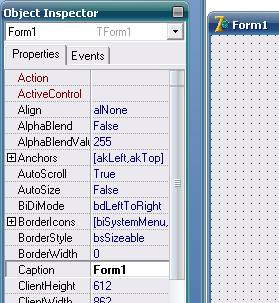 Object Inspector
Form1
Form1 TForm1
Properties Events
Action
ActiveControl
Align alNone
AlphaBlend False
AlphaBlendValu 255
Anchors [akLeft,akTop]
AutoScroll True
AutoSize False
BiDiMode bdLeftToRight
BorderIcons [biSystemMenu,
BorderStyle bsSizeable
BorderWidth 0
Caption Form1
ClientHeight 612
ClientWidth 862